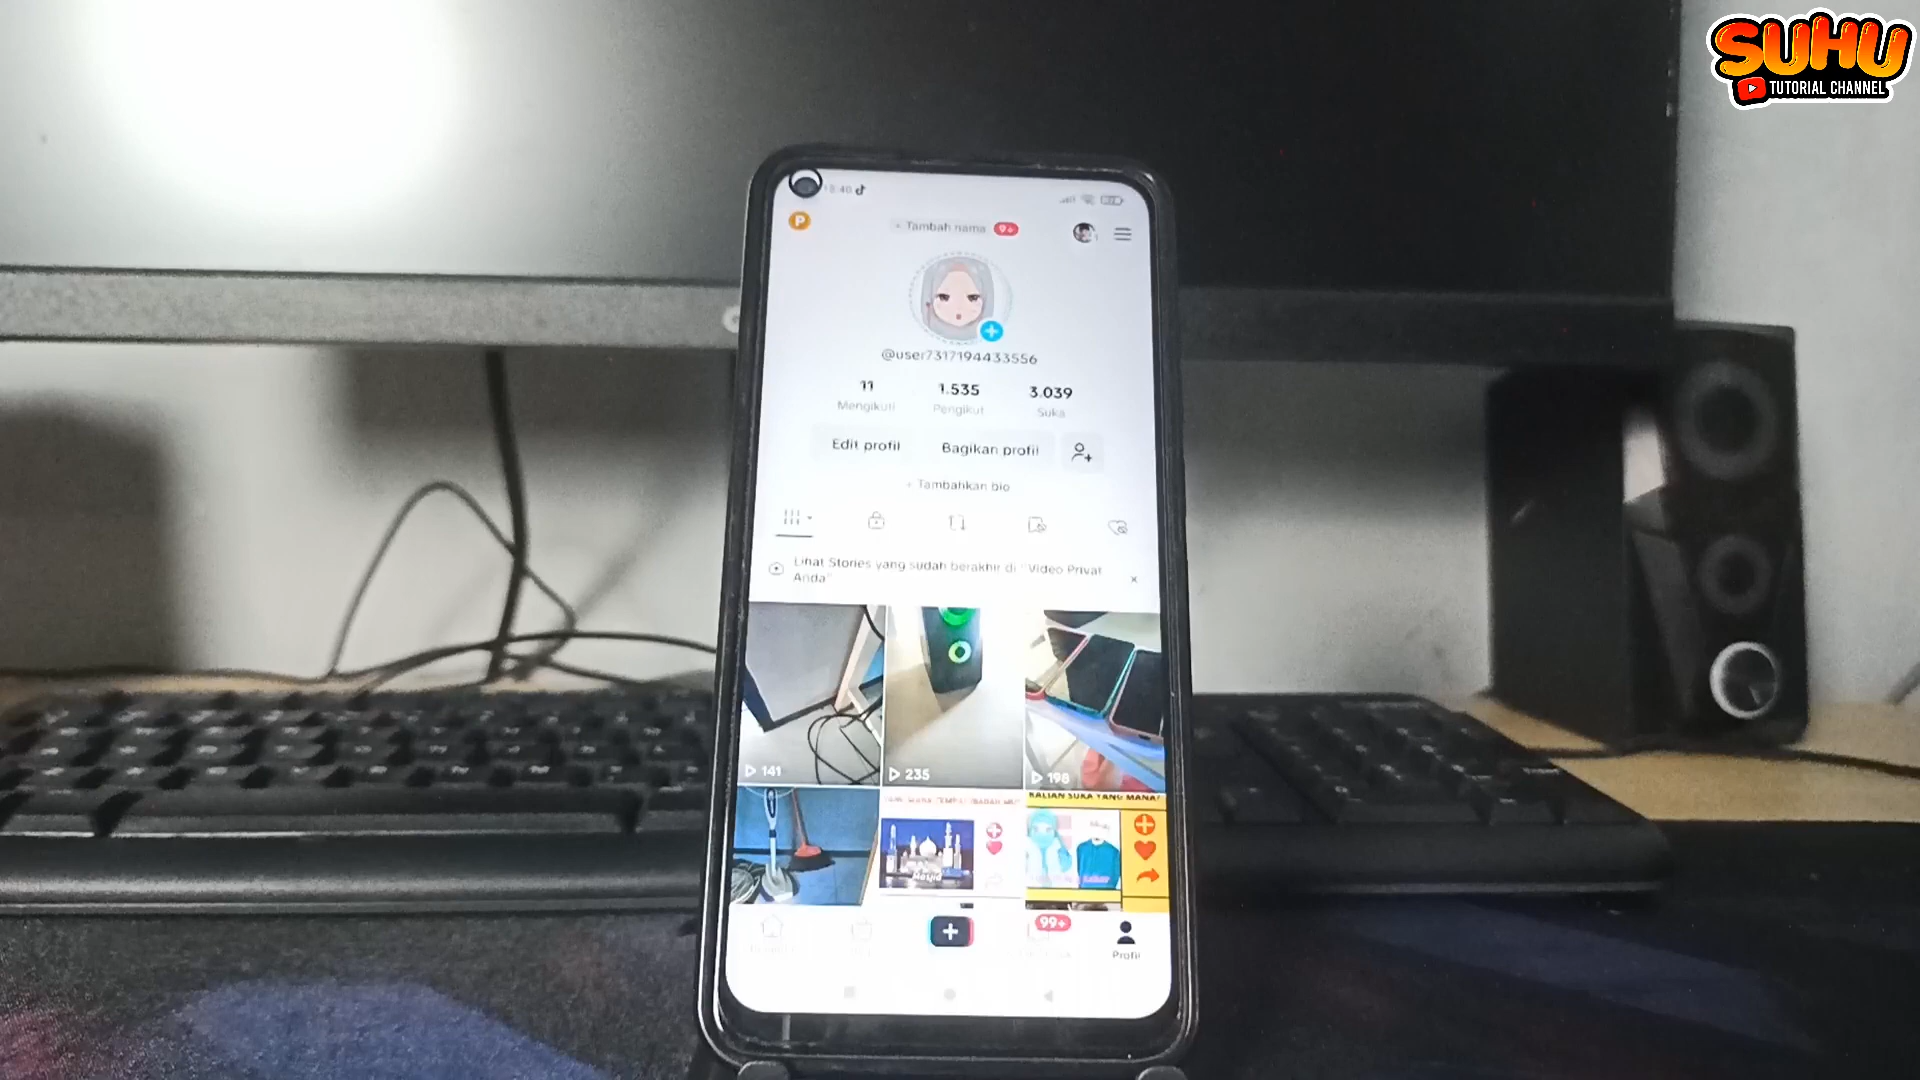 SUHU
TUTORIAL CHANNEL
Tambah nama 9+
P
@user7317194433556
11 1.535 3.039
Mengikuti Pengikut Suka
Edit profil Bagikan profil
Tambahkan bio
Lihat Stories yang sudah berakhir di "Video Privat
Anda"
141 235 198
KALIAN SUKA YANG MANA?
Masjid
99+
Profil